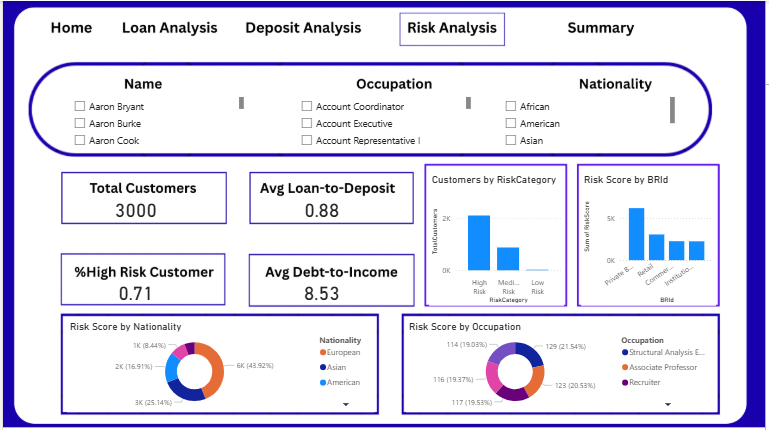 Home Loan Analysis Deposit Analysis Risk Analysis Summary
Name Occupation Nationality
Aaron Bryant Account Coordinator African
Aaron Burke Account Executive American
Aaron Cook Account Representative I Asian
Total Customers
3000
Avg Loan-to-Deposit
0.88
%High Risk Customer
0.71
Avg Debt-to-Income
8.53
Customers by RiskCategory
TotalCustomers
2K
0K
High Risk
Medi... Risk
Low Risk
RiskCategory
Risk Score by BRId
Sum of RiskScore
5K
0K
Private B...
Retail
Commer...
Institutio...
BRId
Risk Score by Nationality
1K (8.44%)
2K (16.91%)
3K (25.14%)
6K (43.92%)
Nationality
European
Asian
American
Risk Score by Occupation
114 (19.03%)
116 (19.37%)
117 (19.53%)
129 (21.54%)
123 (20.53%)
Occupation
Structural Analysis E...
Associate Professor
Recruiter